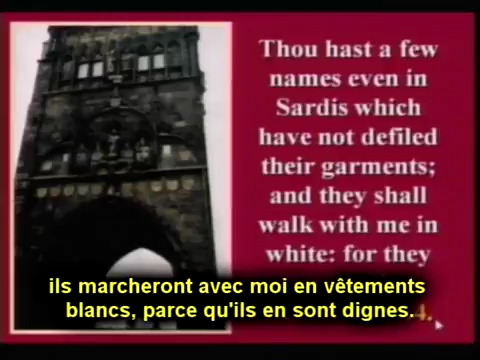 Thou hast a few
names even in
Sardis which
have not defiled
their garments;
and they shall
walk with me in
white: for they
ils marcheront avec moi en vêtements
blancs, parce qu'ils en sont dignes.